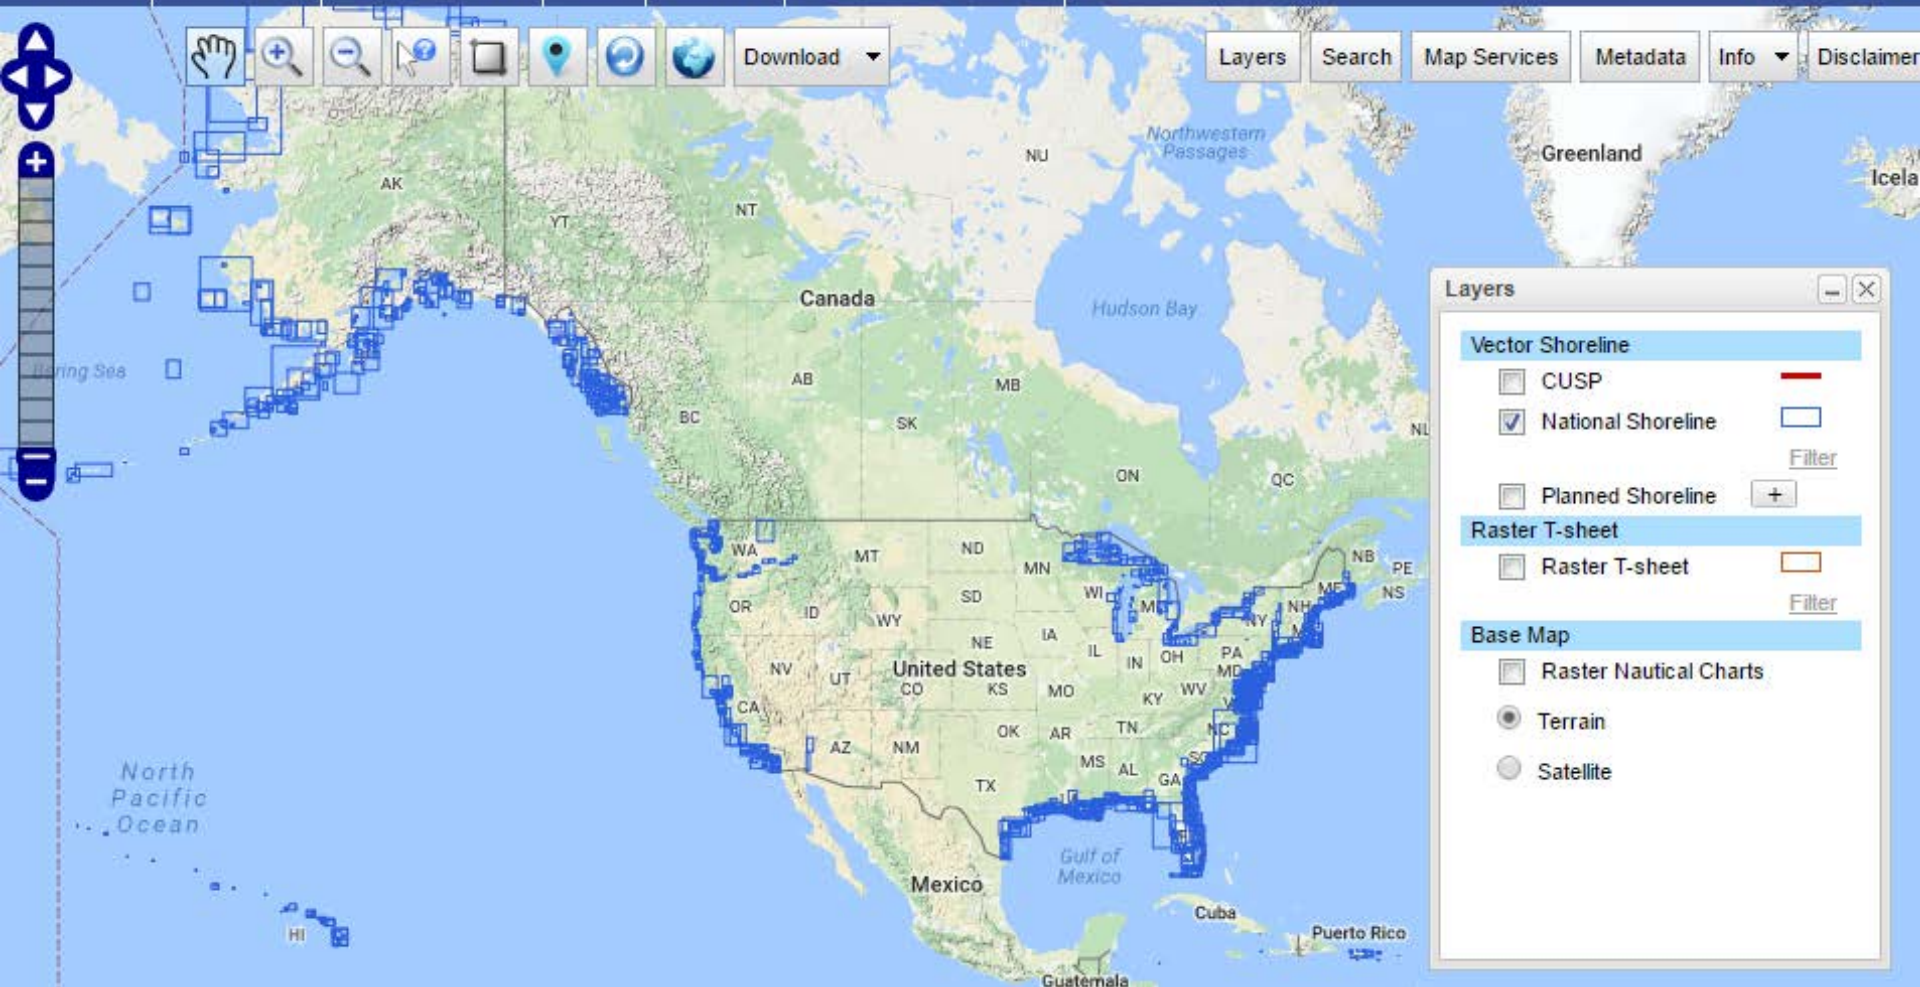 Download
Layers
Search
Map Services
Metadata
Info
Disclaimer
Northwestern
Passages
NU
Greenland
Icela
AK
NT
YT
Canada
Hudson Bay
Bering Sea
AB
MB
BC
SK
NL
ON
QC
WA
MT
ND
MN
NB
PE
NS
ME
OR
ID
WY
SD
WI
NH
NY
NE
IA
IL
IN
OH
PA
MD
NV
UT
United States
CO
KS
MO
KY
WV
CA
OK
AR
TN
NC
AZ
NM
MS
AL
SC
GA
TX
North
Pacific
Ocean
Gulf of
Mexico
Mexico
Cuba
HI
Puerto Rico
Guatemala
Layers
Vector Shoreline
CUSP
National Shoreline
Filter
Planned Shoreline
+
Raster T-sheet
Raster T-sheet
Filter
Base Map
Raster Nautical Charts
Terrain
Satellite